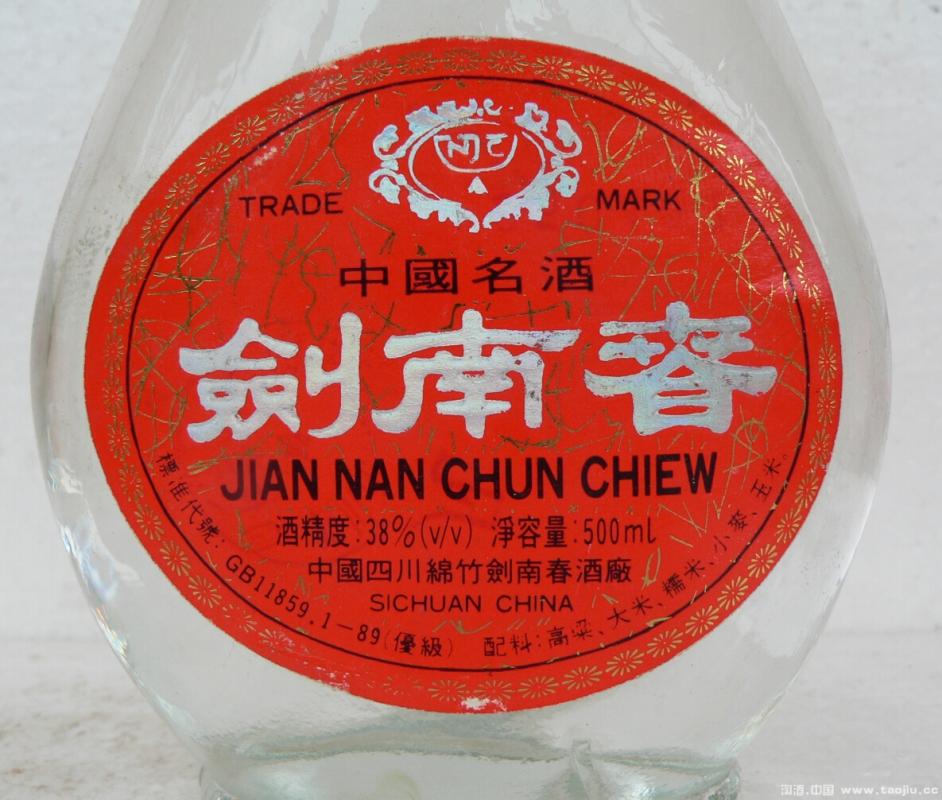 TRADE MARK
中國名酒
劍南春
JIAN NAN CHUN CHIEW
酒精度:38%(v/v) 淨容量:500ml
中國四川綿竹劍南春酒廠
SICHUAN CHINA
標准代號:GB11859.1-89(優級) 配料:高粱、大米、糯米、小麥、玉米。
淘酒.中国 www.taojiu.cc